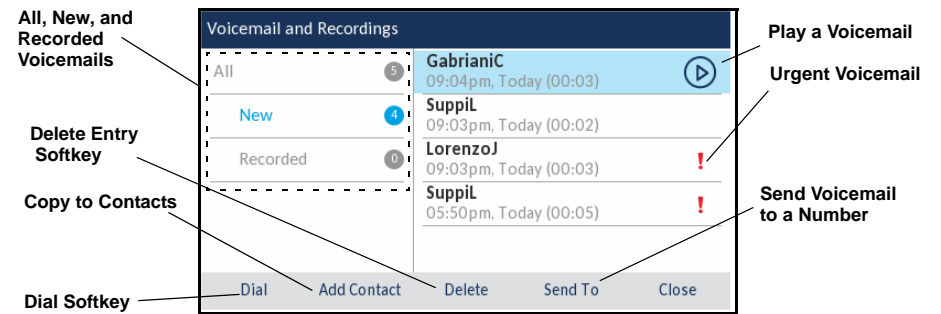 All, New, and
Recorded
Voicemails
Delete Entry
Softkey
Copy to Contacts
Dial Softkey
Voicemail and Recordings
All 5
New 4
Recorded 0
GabrianiC
09:04pm, Today (00:03)
SuppiL
09:03pm, Today (00:02)
LorenzoJ
09:03pm, Today (00:03)
!
SuppiL
05:50pm, Today (00:05)
!
Dial Add Contact Delete Send To Close
Play a Voicemail
Urgent Voicemail
Send Voicemail
to a Number